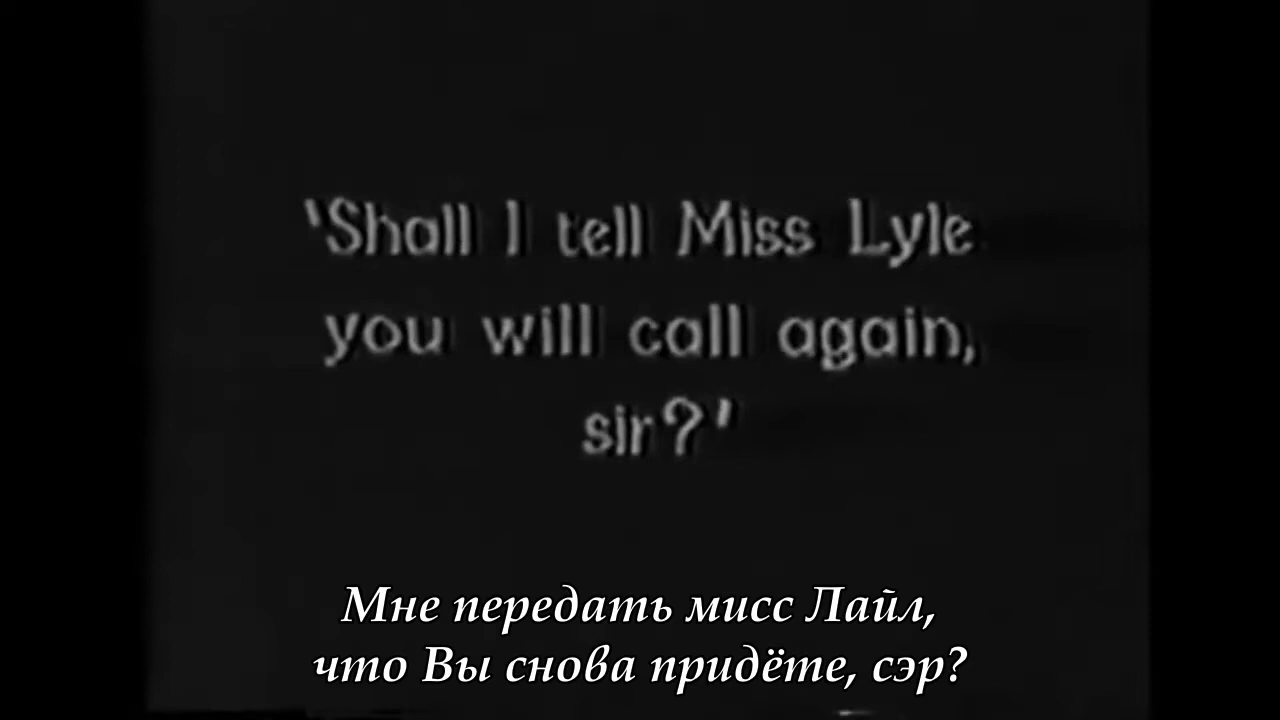 'Shall I tell Miss Lyle
you will call again,
sir?'
Мне передать мисс Лайл,
что Вы снова придёте, сэр?